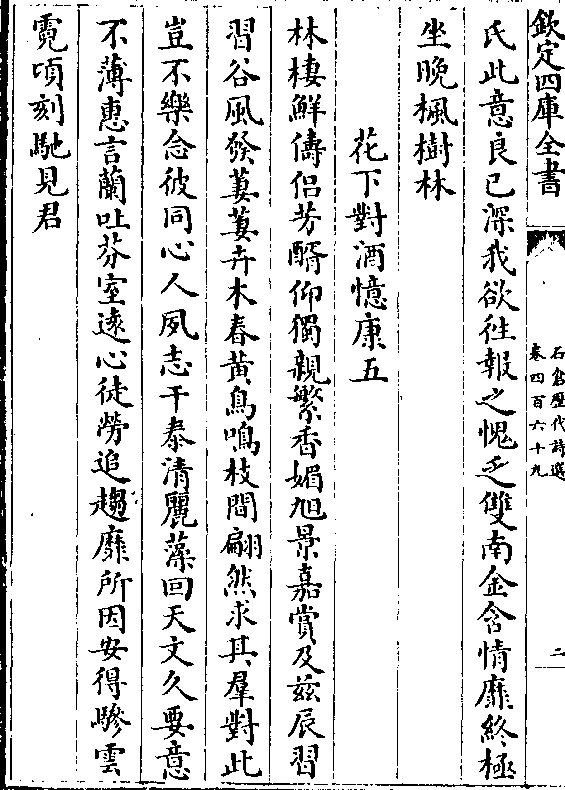 欽定四庫全書
石倉歷代詩選
卷四百六十九
二
氏此意良已深我欲徃報之愧乏雙南金含情靡終極
坐晚楓樹林
花下對酒憶康五
林棲鮮儔侣芳醑仰獨親繁香媚旭景嘉賞及兹辰習
習谷風發萋萋卉木春黃鳥鳴枝間翩然求其羣對此
豈不樂念彼同心人夙志干泰清麗藻回天文久要意
不薄惠言蘭吐芬室逺心徒勞追趨靡所因安得驂雲
霓頃刻馳見君